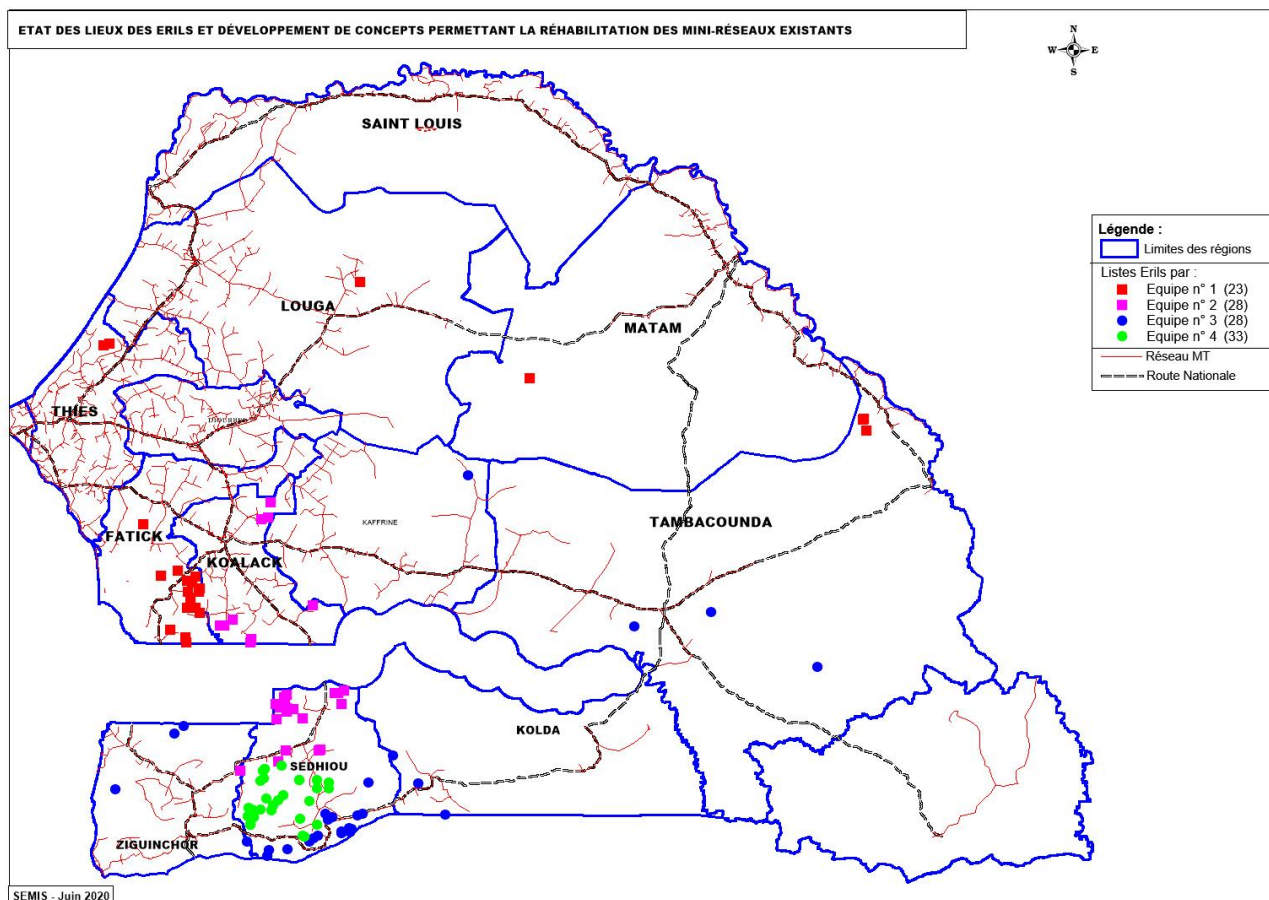 ETAT DES LIEUX DES ERILS ET DÉVELOPPEMENT DE CONCEPTS PERMETTANT LA RÉHABILITATION DES MINI-RÉSEAUX EXISTANTS
N
W E
S
SAINT LOUIS
LOUGA
MATAM
THIES
DIOURBEL
KAFFRINE
TAMBACOUNDA
FATICK
KOALACK
KOLDA
SEDHIOU
ZIGUINCHOR
Légende :
Limites des régions
Listes Erils par :
Equipe n° 1 (23)
Equipe n° 2 (28)
Equipe n° 3 (28)
Equipe n° 4 (33)
Réseau MT
Route Nationale
SEMIS - Juin 2020